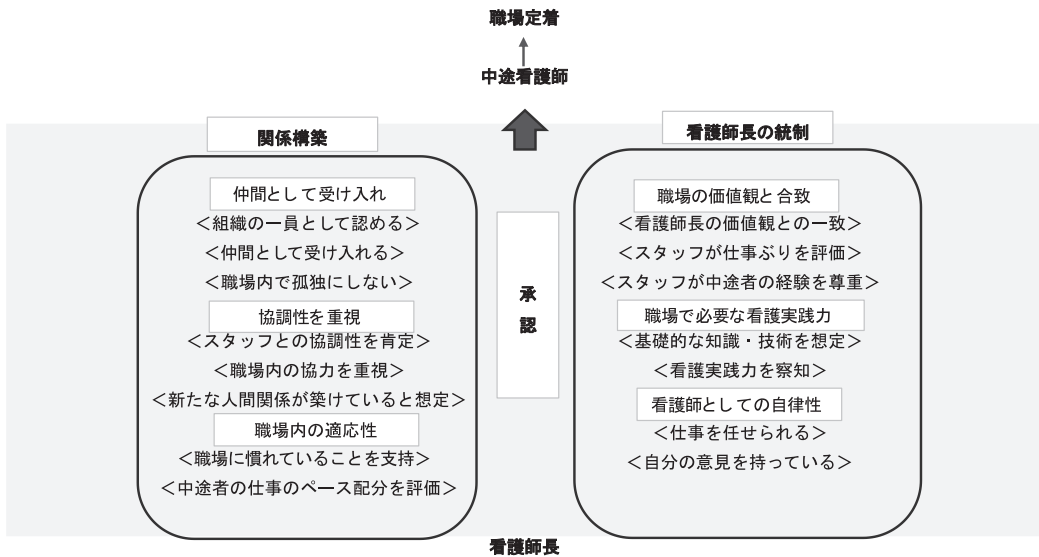 職場定着
中途看護師
関係構築
仲間として受け入れ
＜組織の一員として認める＞
＜仲間として受け入れる＞
＜職場内で孤独にしない＞
協調性を重視
＜スタッフとの協調性を肯定＞
＜職場内の協力を重視＞
＜新たな人間関係が築けていると想定＞
職場内の適応性
＜職場に慣れていることを支持＞
＜中途者の仕事のペース配分を評価＞
承
認
看護師長の統制
職場の価値観と合致
＜看護師長の価値観との一致＞
＜スタッフが仕事ぶりを評価＞
＜スタッフが中途者の経験を尊重＞
職場で必要な看護実践力
＜基礎的な知識・技術を想定＞
＜看護実践力を察知＞
看護師としての自律性
＜仕事を任せられる＞
＜自分の意見を持っている＞
看護師長